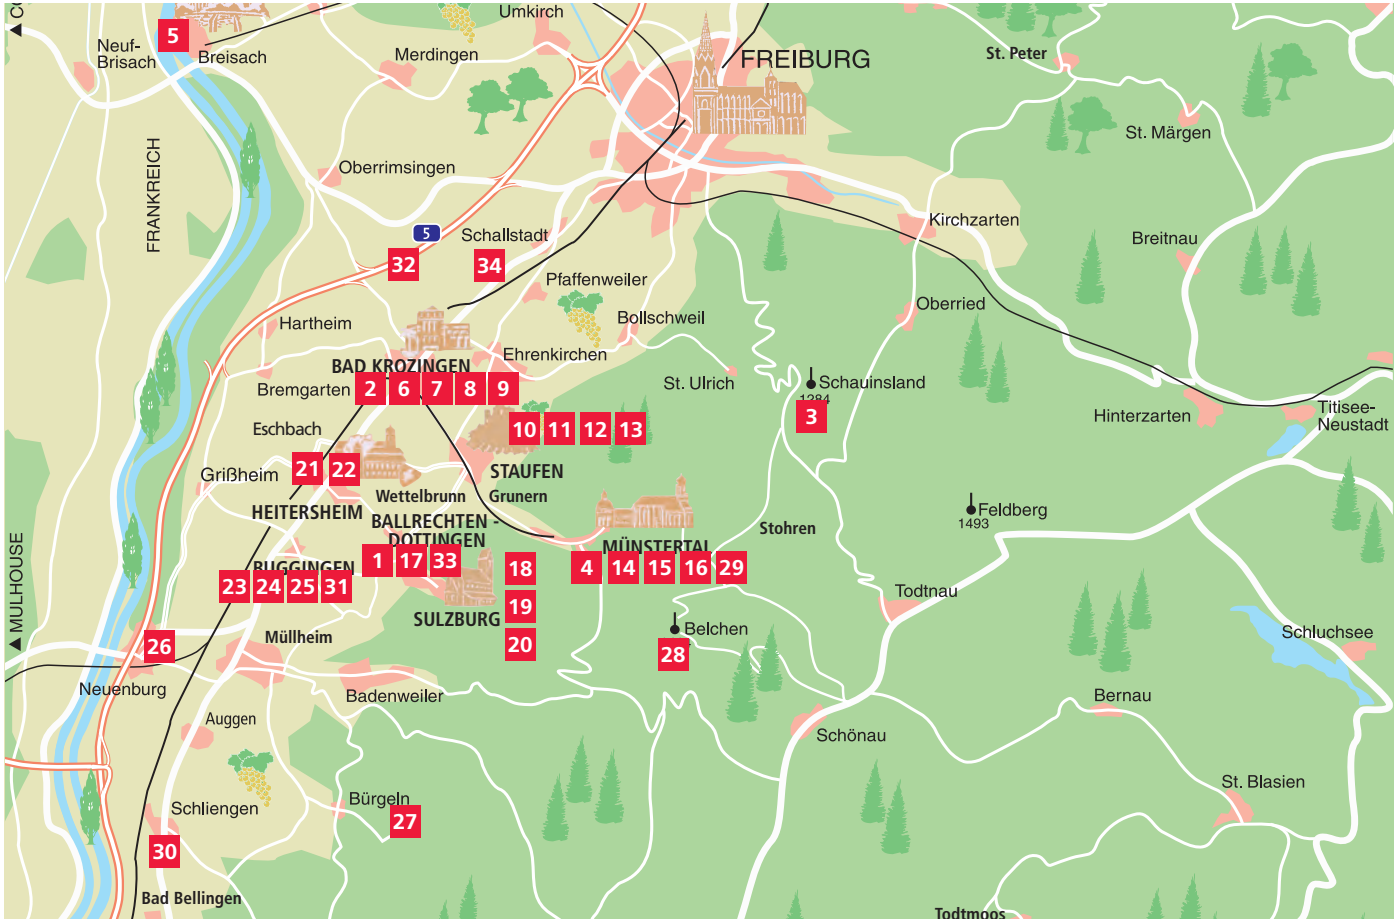 ◀ CO
Umkirch
5
Neuf-
Brisach
Breisach
Merdingen
FREIBURG
St. Peter
St. Märgen
FRANKREICH
Oberrimsingen
Kirchzarten
5
Schallstadt
Breitnau
32
34
Pfaffenweiler
Oberried
Hartheim
Bollschweil
Ehrenkirchen
BAD KROZINGEN
Bremgarten
2 6 7 8 9
St. Ulrich
Schauinsland
1284
3
Hinterzarten
Titisee-
Neustadt
Eschbach
10 11 12 13
Grißheim
21 22
STAUFEN
Wettelbrunn
Grunern
HEITERSHEIM
BALLRECHTEN -
DOTTINGEN
Feldberg
1493
Stohren
MULHOUSE
MÜNSTERTAL
BUGGINGEN
1 17 33
18
4 14 15 16 29
23 24 25 31
Todtnau
19
SULZBURG
Belchen
28
20
Müllheim
26
Schluchsee
Neuenburg
Badenweiler
Bernau
Auggen
Schönau
St. Blasien
Schliengen
Bürgeln
27
30
Bad Bellingen
Todtmoos